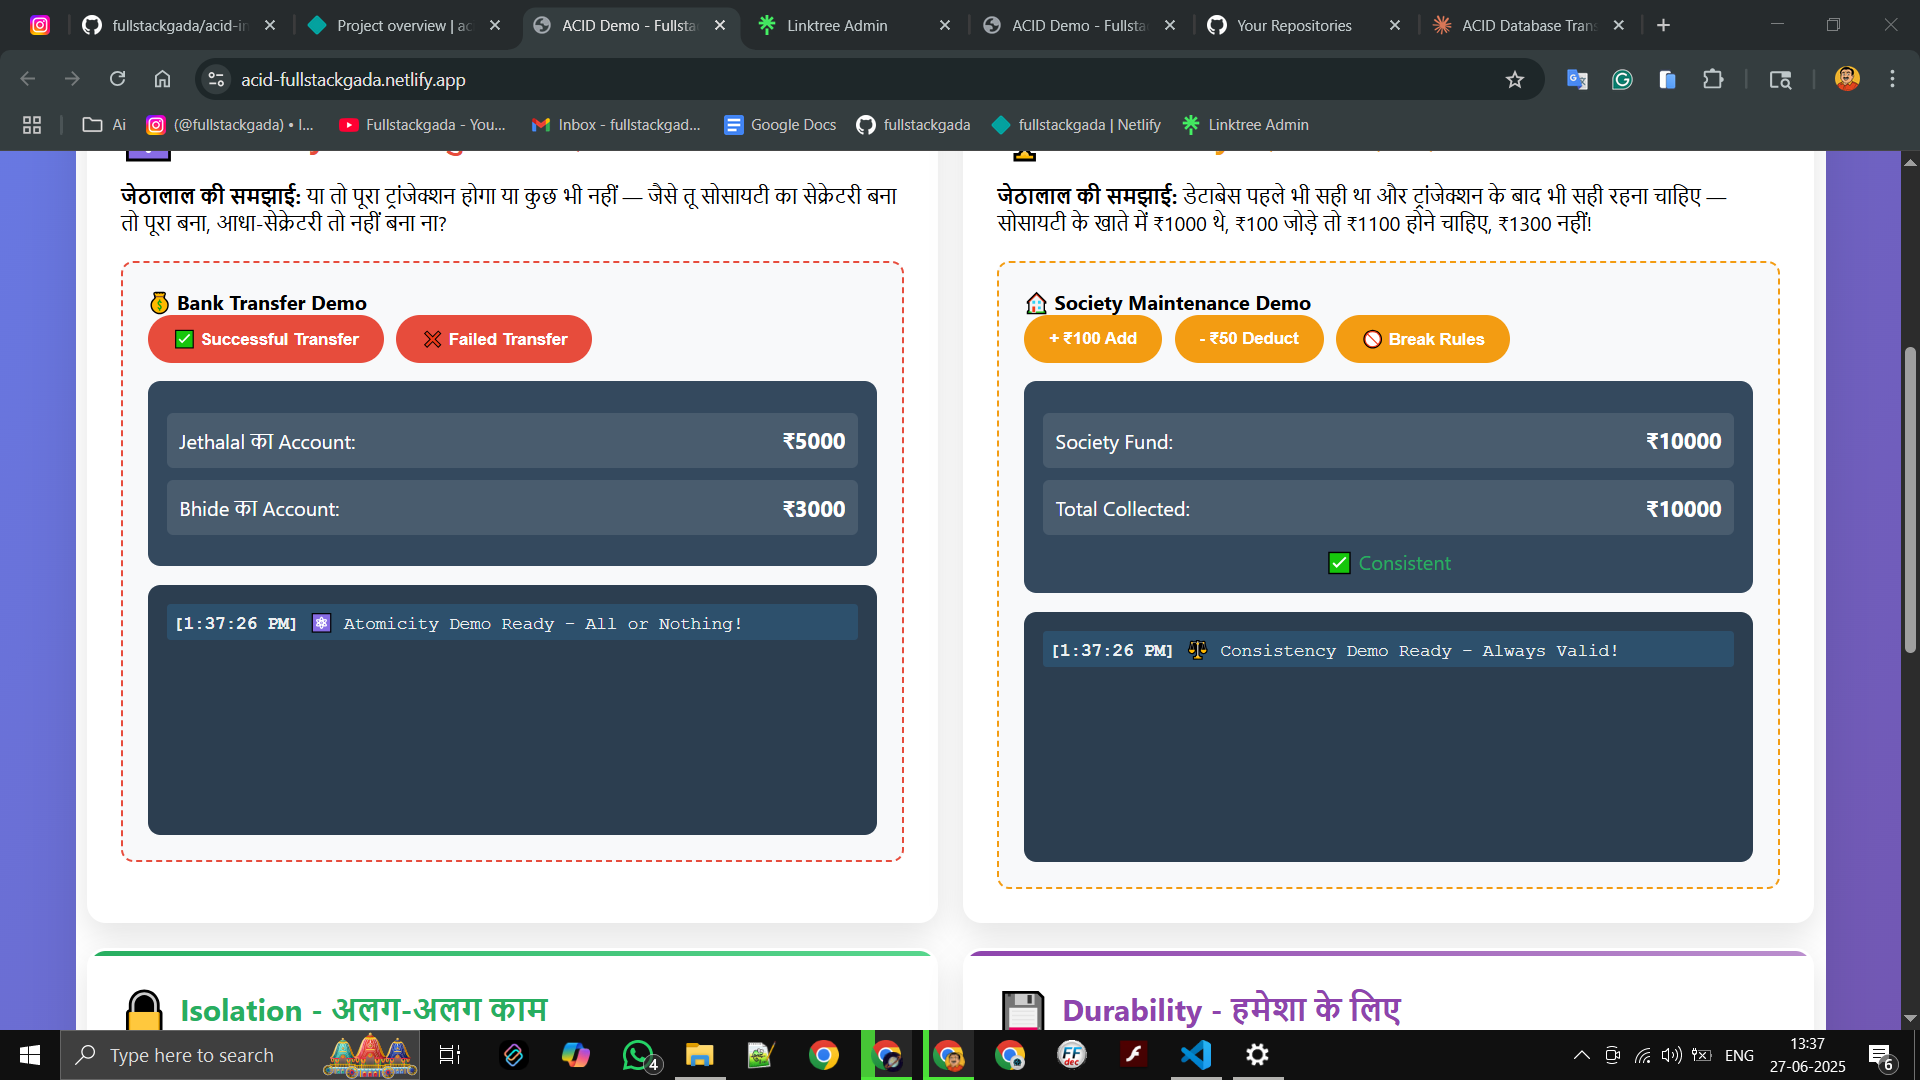 fullstackgada/acid-in
Project overview | ac
ACID Demo - Fullsta
Linktree Admin
ACID Demo - Fullsta
Your Repositories
ACID Database Tran
acid-fullstackgada.netlify.app
Ai
(@fullstackgada) • I...
Fullstackgada - You...
Inbox - fullstackgad...
Google Docs
fullstackgada
fullstackgada | Netlify
Linktree Admin
जेठालाल की समझाई: या तो पूरा ट्रांजेक्शन होगा या कुछ भी नहीं — जैसे तू सोसायटी का सेक्रेटरी बना
तो पूरा बना, आधा-सेक्रेटरी तो नहीं बना ना?
💰 Bank Transfer Demo
✅ Successful Transfer
❌ Failed Transfer
Jethalal का Account:
₹5000
Bhide का Account:
₹3000
[1:37:26 PM] ⚛️ Atomicity Demo Ready - All or Nothing!
जेठालाल की समझाई: डेटाबेस पहले भी सही था और ट्रांजेक्शन के बाद भी सही रहना चाहिए —
सोसायटी के खाते में ₹1000 थे, ₹100 जोड़े तो ₹1100 होने चाहिए, ₹1300 नहीं!
🏠 Society Maintenance Demo
+ ₹100 Add
- ₹50 Deduct
🚫 Break Rules
Society Fund:
₹10000
Total Collected:
₹10000
✅ Consistent
[1:37:26 PM] ⚖️ Consistency Demo Ready - Always Valid!
🔒 Isolation - अलग-अलग काम
💾 Durability - हमेशा के लिए
Type here to search
4
FF
dec
ENG
13:37
27-06-2025
6